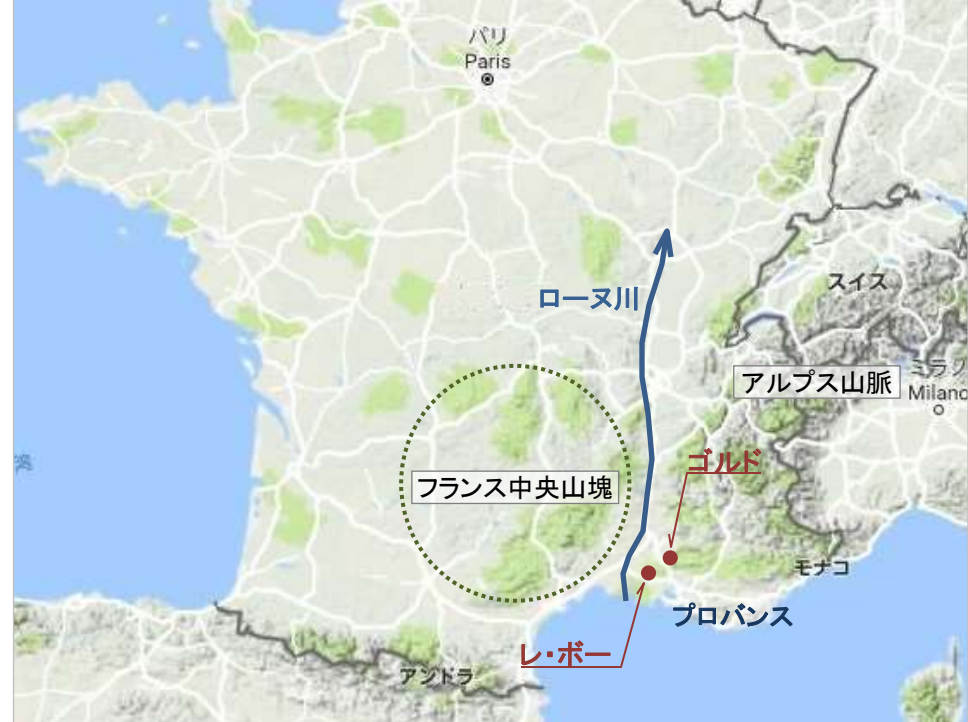 パリ
Paris
スイス
ローヌ川
アルプス山脈
ミラノ
Milano
ゴルド
フランス中央山塊
モナコ
プロバンス
レ・ボー
アンドラ